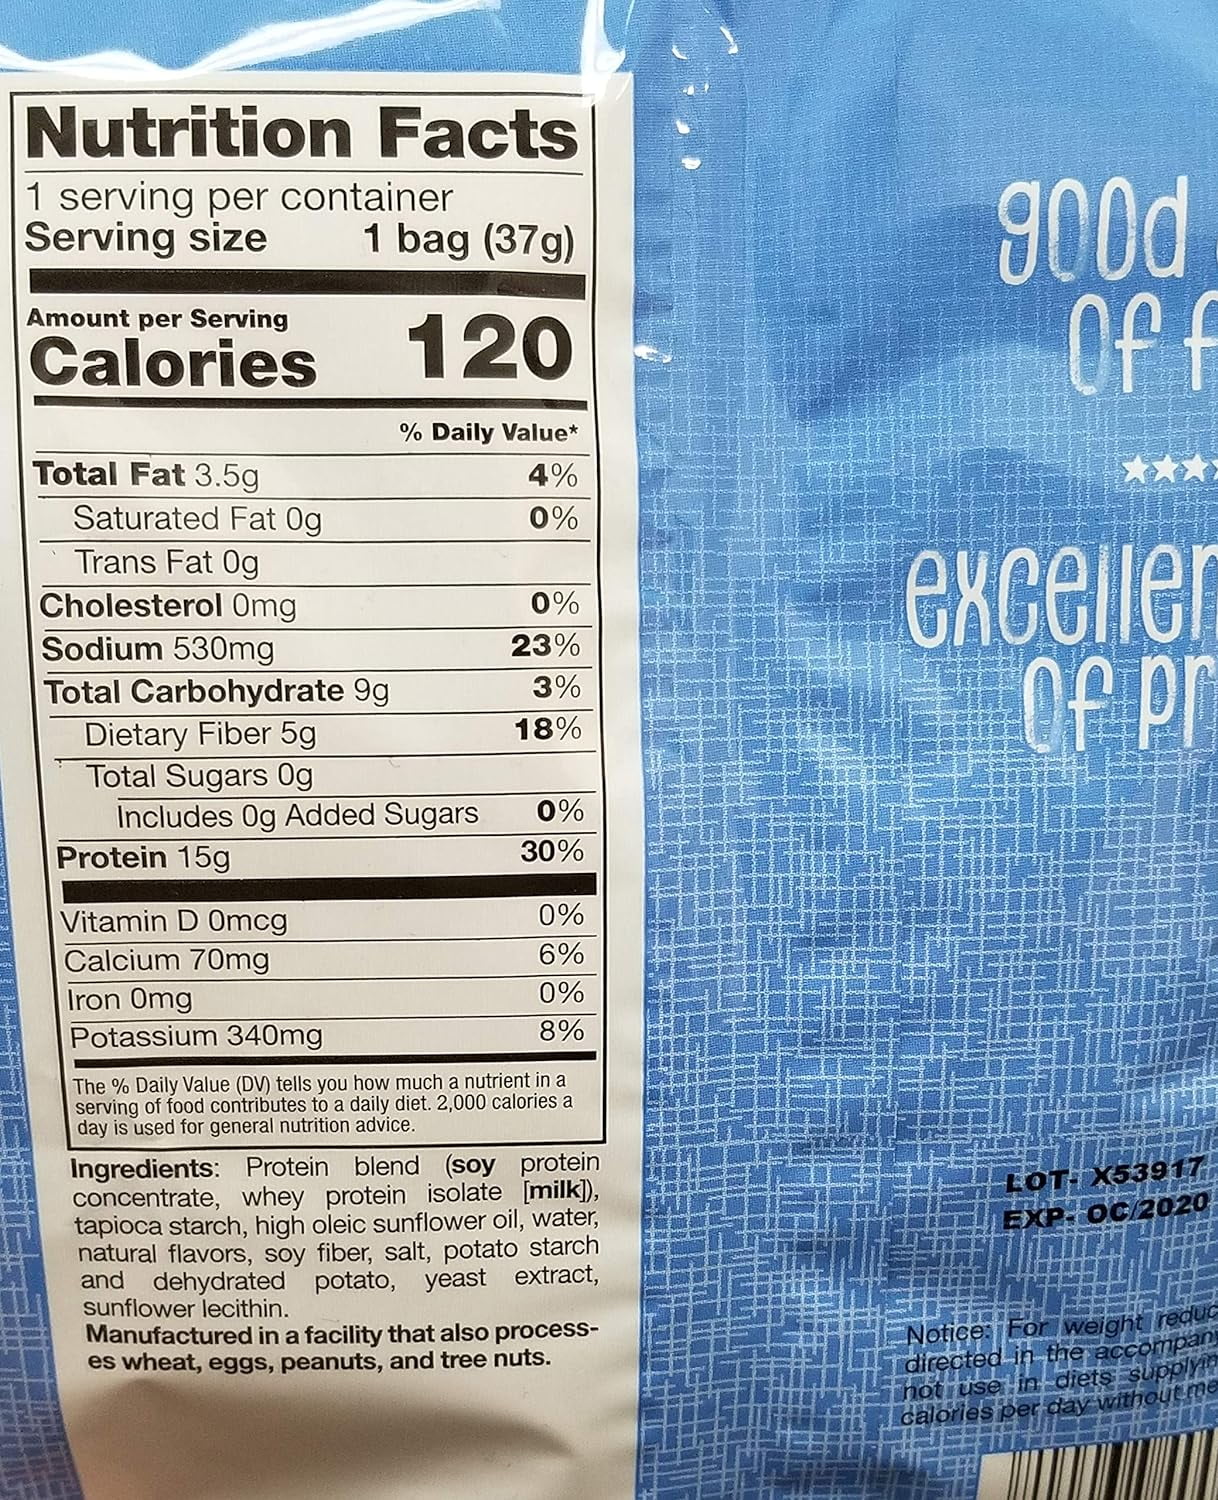 Nutrition Facts
1 serving per container
Serving size 1 bag (37g)
Amount per Serving
Calories 120
% Daily Value*
Total Fat 3.5g 4%
Saturated Fat 0g 0%
Trans Fat 0g
Cholesterol 0mg 0%
Sodium 530mg 23%
Total Carbohydrate 9g 3%
Dietary Fiber 5g 18%
Total Sugars 0g
Includes 0g Added Sugars 0%
Protein 15g 30%
Vitamin D 0mcg 0%
Calcium 70mg 6%
Iron 0mg 0%
Potassium 340mg 8%
The % Daily Value (DV) tells you how much a nutrient in a
serving of food contributes to a daily diet. 2,000 calories a
day is used for general nutrition advice.
Ingredients: Protein blend (soy protein
concentrate, whey protein isolate [milk]),
tapioca starch, high oleic sunflower oil, water,
natural flavors, soy fiber, salt, potato starch
and dehydrated potato, yeast extract,
sunflower lecithin.
Manufactured in a facility that also process-
es wheat, eggs, peanuts, and tree nuts.
good
of
excellen
of pr
LOT- X53917
EXP- OC/2020
Notice: For weight reduc
directed in the accompan
not use in diets supplyin
calories per day without me